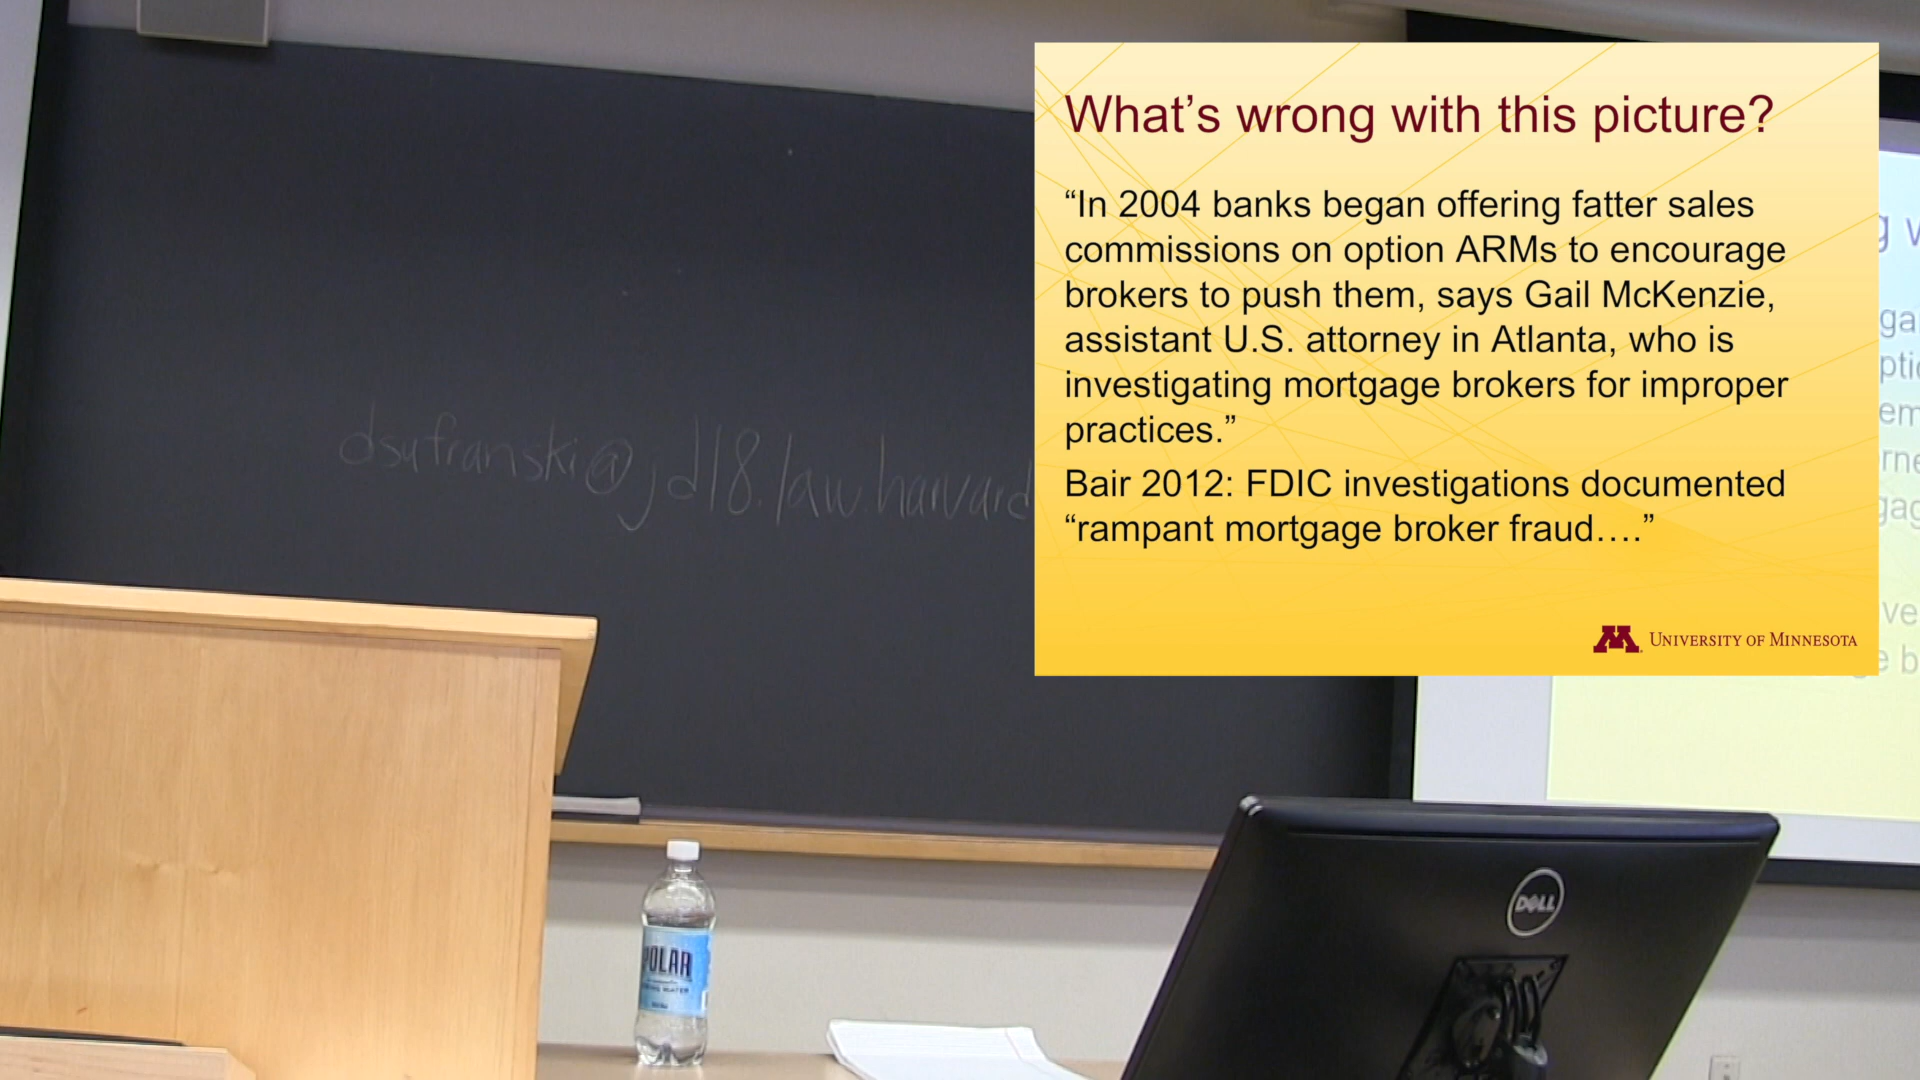 What's wrong with this picture?
“In 2004 banks began offering fatter sales
commissions on option ARMs to encourage
brokers to push them, says Gail McKenzie,
assistant U.S. attorney in Atlanta, who is
investigating mortgage brokers for improper
practices.”
Bair 2012: FDIC investigations documented
“rampant mortgage broker fraud….”
UNIVERSITY OF MINNESOTA
dsufranski@jd18.law.harvard
DELL
POLAR
WATER